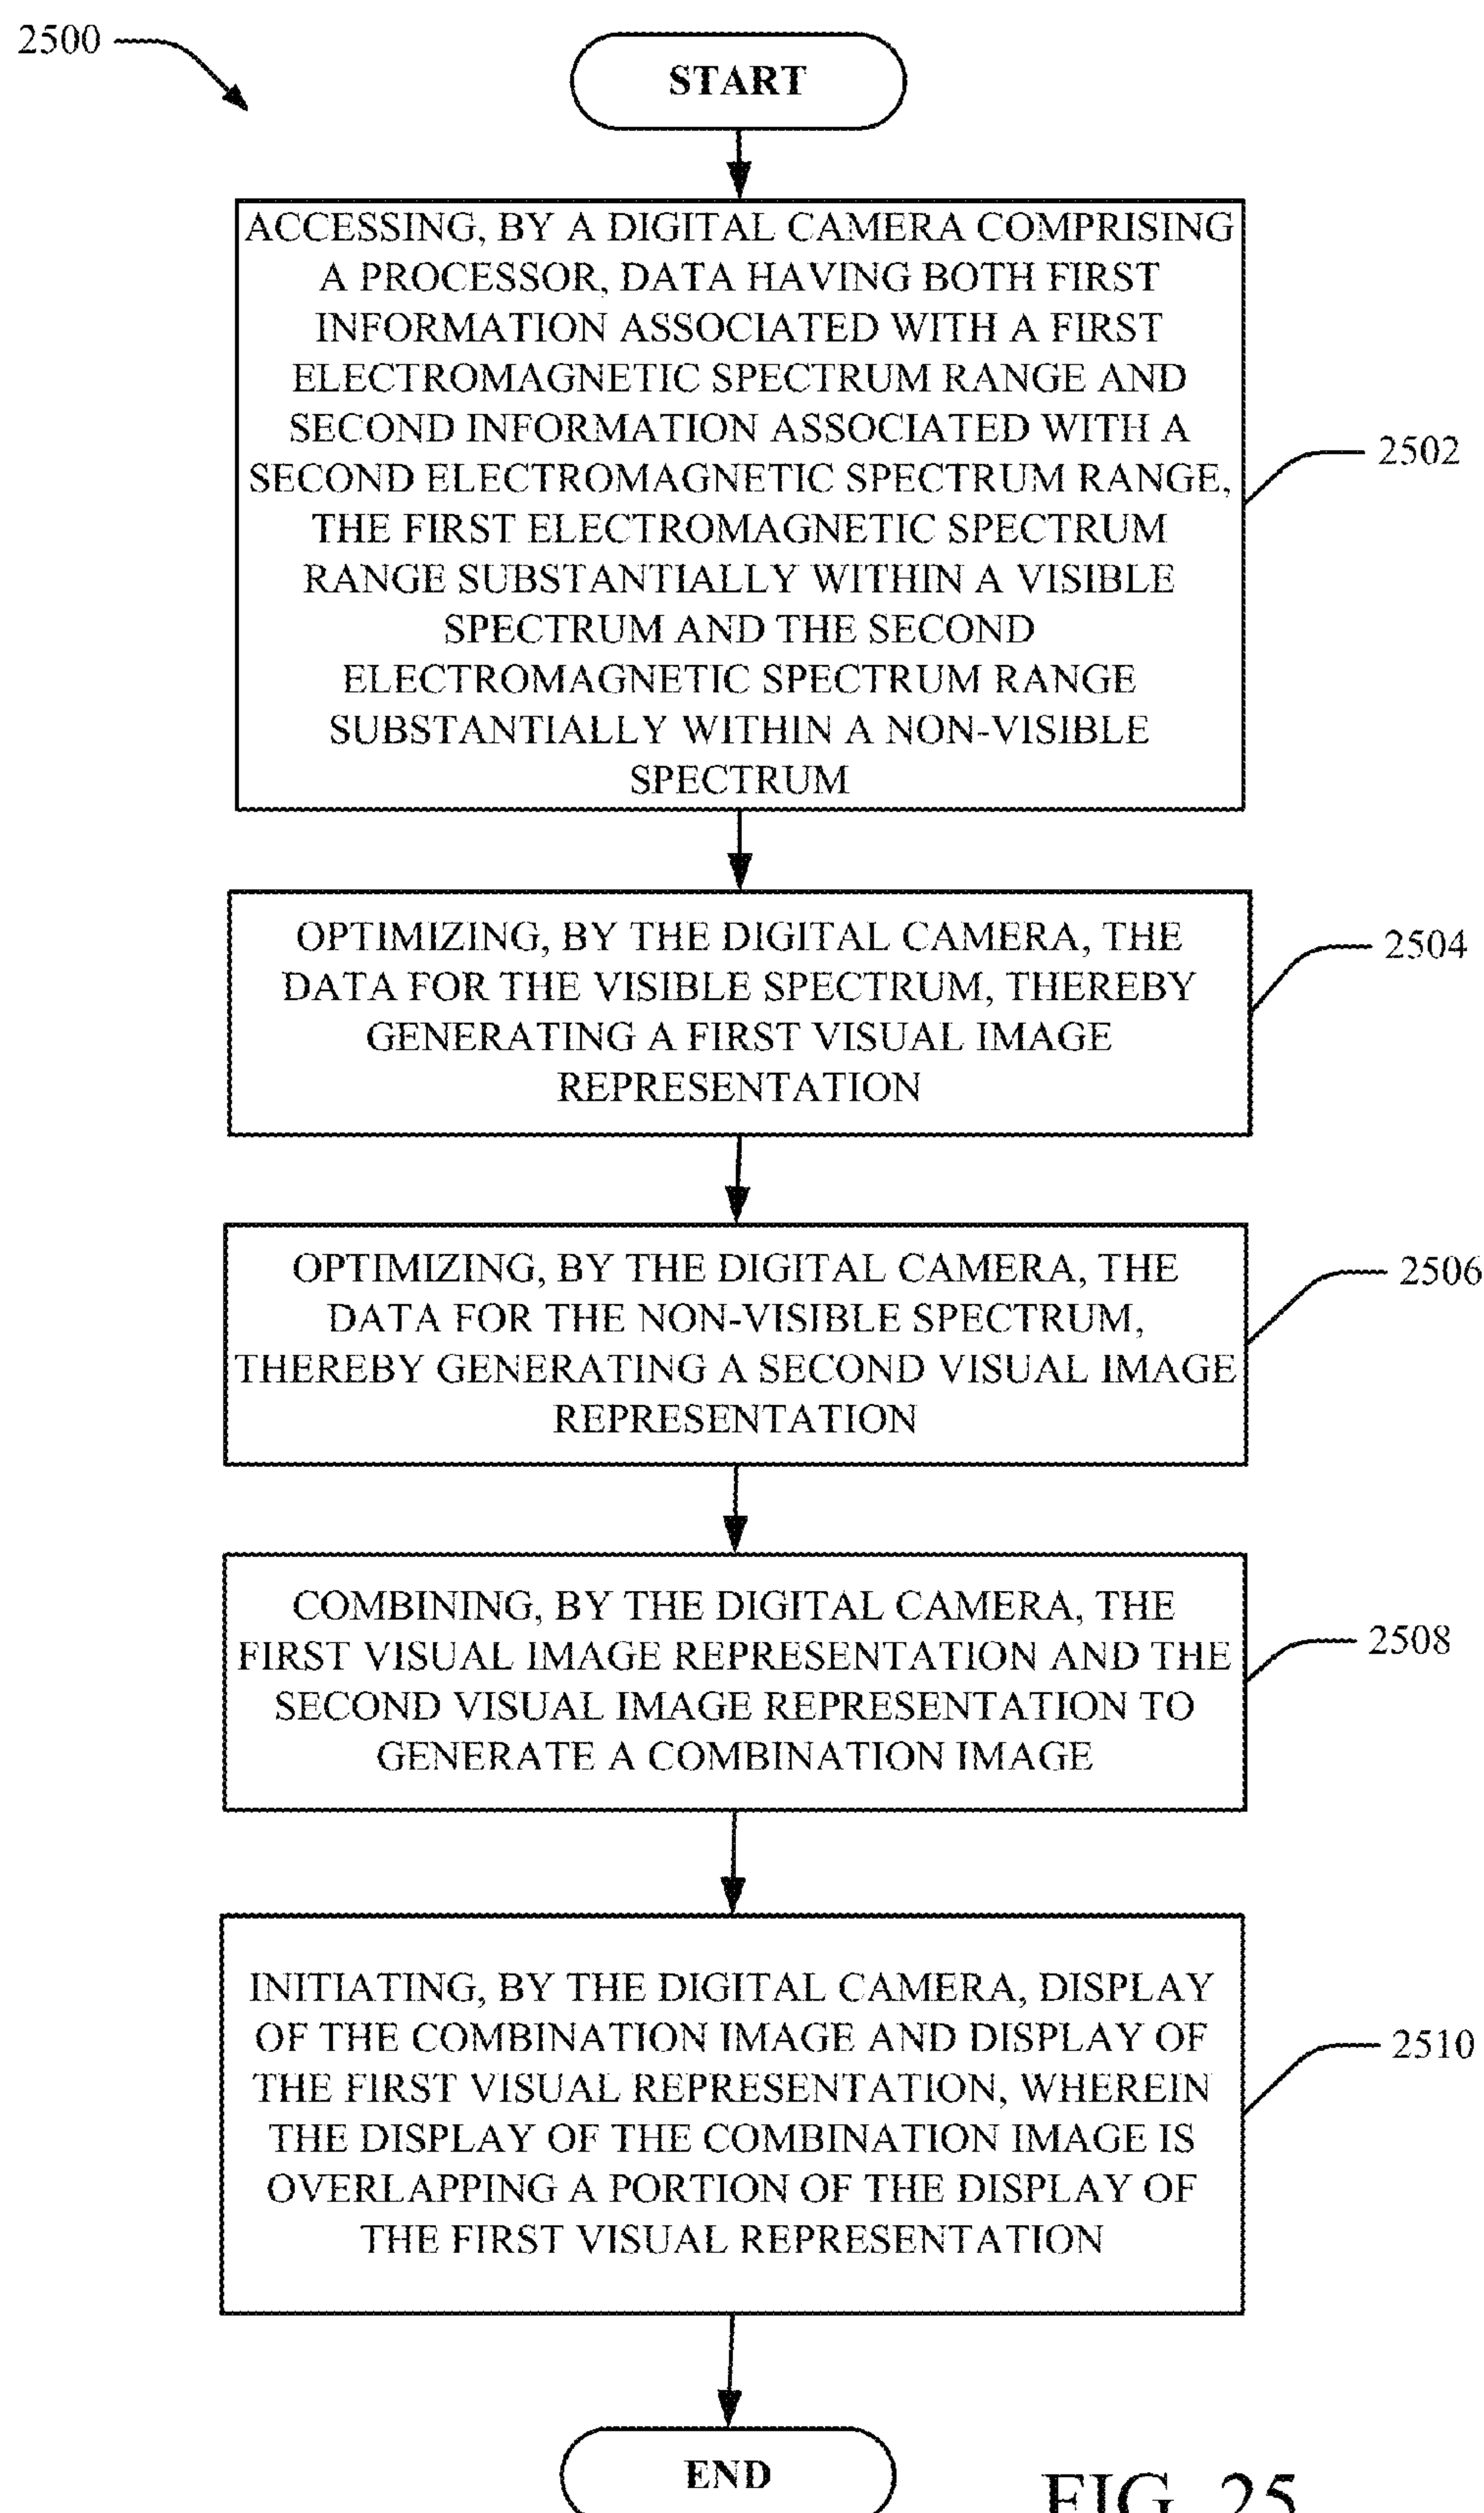 2500
START
ACCESSING, BY A DIGITAL CAMERA COMPRISING
A PROCESSOR, DATA HAVING BOTH FIRST
INFORMATION ASSOCIATED WITH A FIRST
ELECTROMAGNETIC SPECTRUM RANGE AND
SECOND INFORMATION ASSOCIATED WITH A
SECOND ELECTROMAGNETIC SPECTRUM RANGE,
THE FIRST ELECTROMAGNETIC SPECTRUM
RANGE SUBSTANTIALLY WITHIN A VISIBLE
SPECTRUM AND THE SECOND
ELECTROMAGNETIC SPECTRUM RANGE
SUBSTANTIALLY WITHIN A NON-VISIBLE
SPECTRUM
2502
OPTIMIZING, BY THE DIGITAL CAMERA, THE
DATA FOR THE VISIBLE SPECTRUM, THEREBY
GENERATING A FIRST VISUAL IMAGE
REPRESENTATION
2504
OPTIMIZING, BY THE DIGITAL CAMERA, THE
DATA FOR THE NON-VISIBLE SPECTRUM,
THEREBY GENERATING A SECOND VISUAL IMAGE
REPRESENTATION
2506
COMBINING, BY THE DIGITAL CAMERA, THE
FIRST VISUAL IMAGE REPRESENTATION AND THE
SECOND VISUAL IMAGE REPRESENTATION TO
GENERATE A COMBINATION IMAGE
2508
INITIATING, BY THE DIGITAL CAMERA, DISPLAY
OF THE COMBINATION IMAGE AND DISPLAY OF
THE FIRST VISUAL REPRESENTATION, WHEREIN
THE DISPLAY OF THE COMBINATION IMAGE IS
OVERLAPPING A PORTION OF THE DISPLAY OF
THE FIRST VISUAL REPRESENTATION
2510
END
FIG. 25